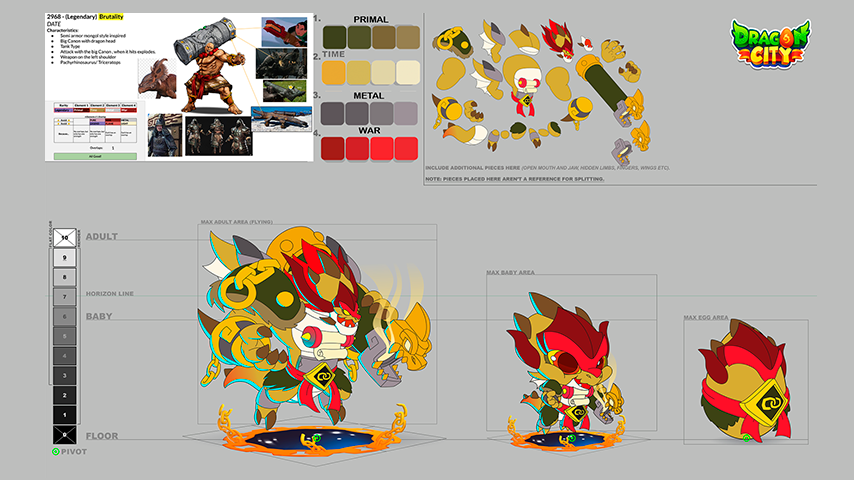 2968 - (Legendary) Brutality
DATE
Characteristics:
Semi armor mongol style inspired
Big Canon with dragon head
Tank Type
Attack with the big Canon, when it hits explodes.
Weapon on the left shoulder
Pachyrhinosaurus/ Triceratops
1.
PRIMAL
2.
TIME
3.
METAL
4.
WAR
DRAGON
CITY
INCLUDE ADDITIONAL PIECES HERE (OPEN MOUTH AND JAW, HIDDEN LIMBS, FINGERS, WINGS ETC).
NOTE: PIECES PLACED HERE AREN'T A REFERENCE FOR SPLITTING.
MAX ADULT AREA (FLYING)
MAX BABY AREA
MAX EGG AREA
10
9
8
7
6
5
4
3
2
1
0
ADULT
HORIZON LINE
BABY
FLOOR
PIVOT